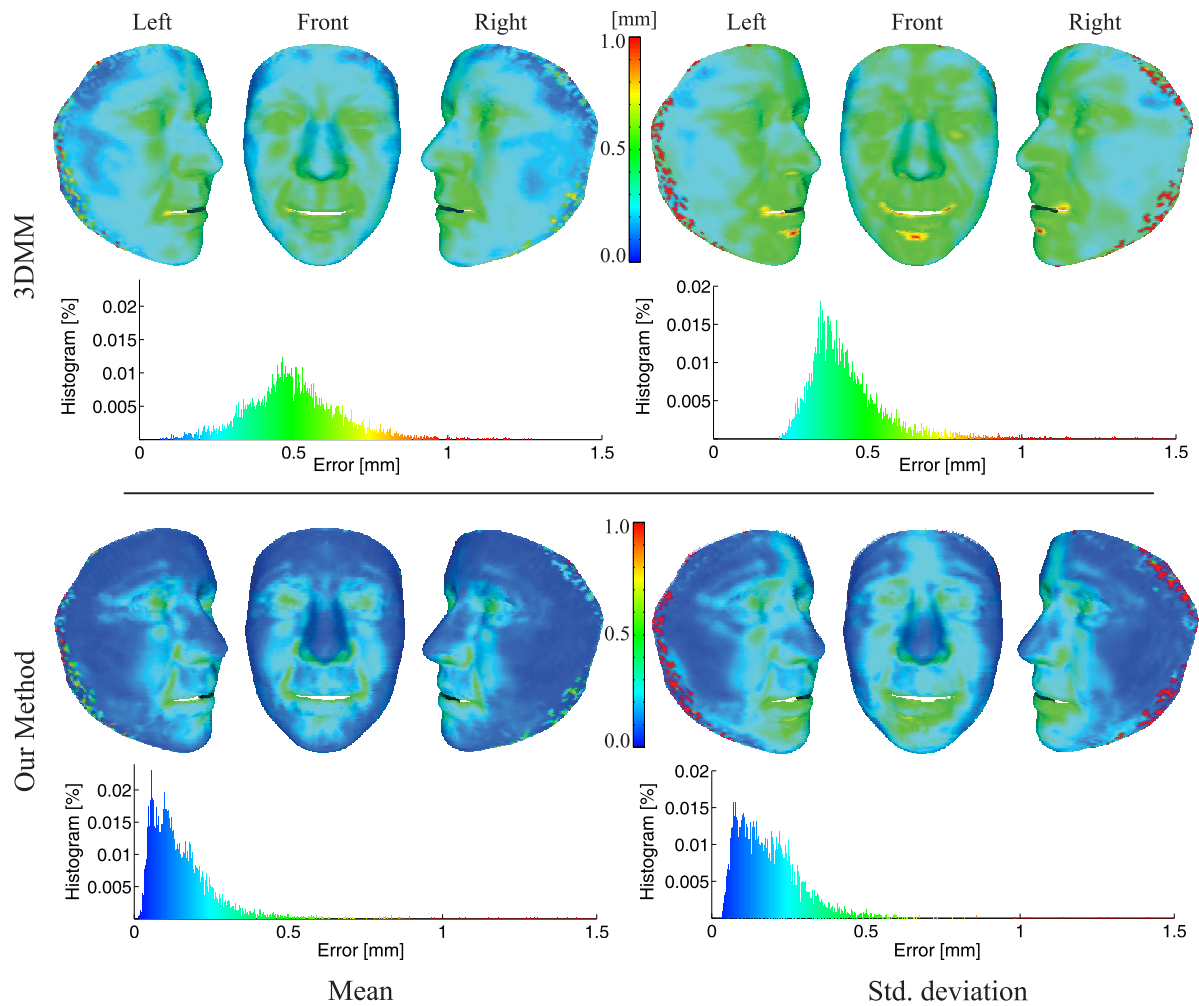 Left Front Right [mm] Left Front Right
1.0
0.5
0.0
3DMM
Histogram [%]
0.02
0.015
0.01
0.005
0 0.5 1 1.5
Error [mm]
Histogram [%]
0.02
0.015
0.01
0.005
0 0.5 1 1.5
Error [mm]
1.0
0.5
0.0
Our Method
Histogram [%]
0.02
0.015
0.01
0.005
0 0.5 1 1.5
Error [mm]
Histogram [%]
0.02
0.015
0.01
0.005
0 0.5 1 1.5
Error [mm]
Mean Std. deviation